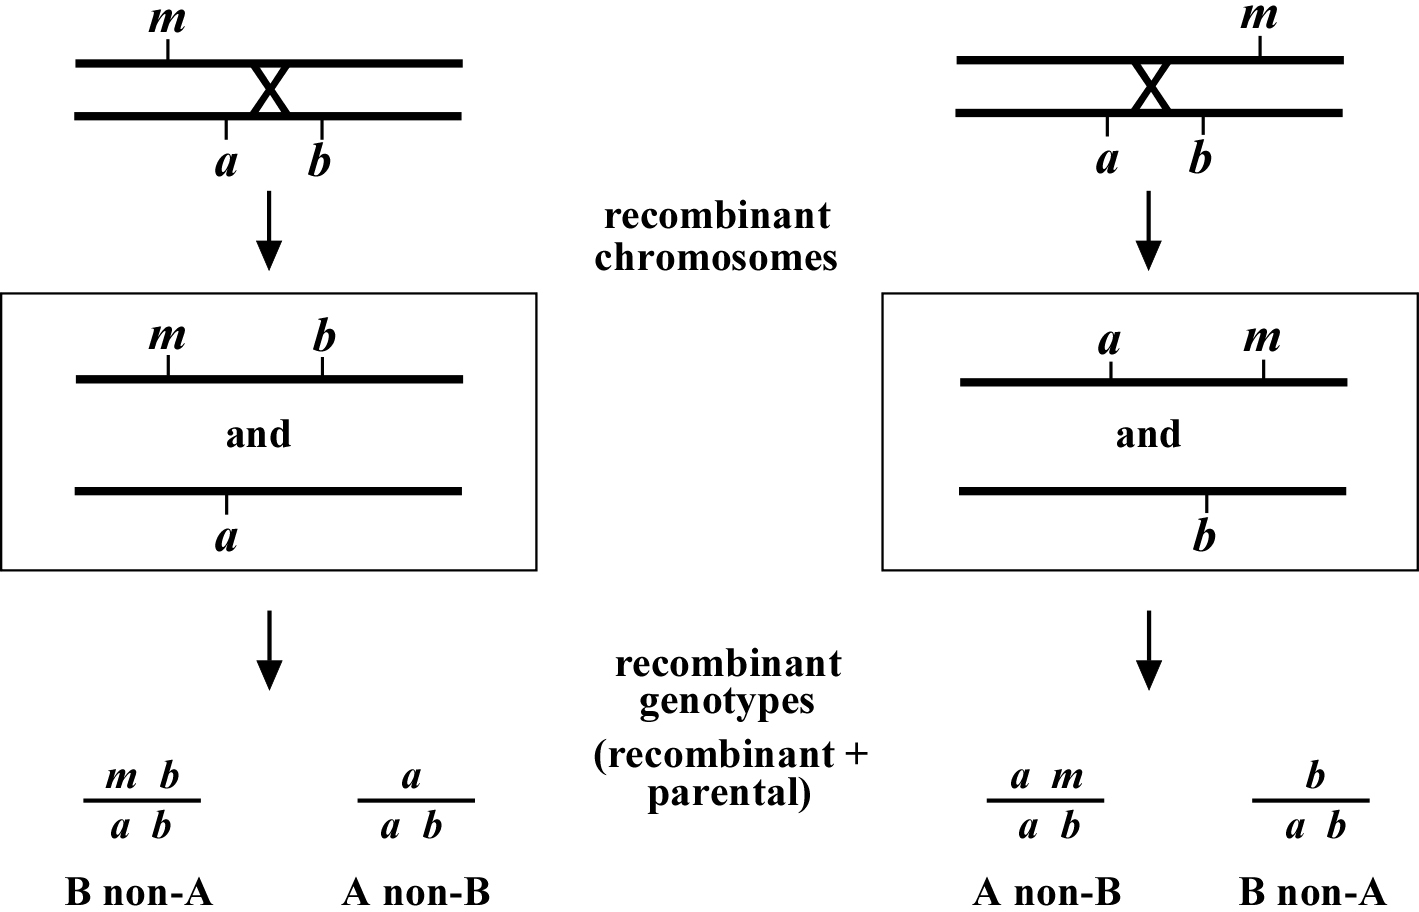 m
m
a b
a b
recombinant
chromosomes
m b
and
a
a m
and
b
recombinant
genotypes
(recombinant +
parental)
m b
a b
B non-A
a
a b
A non-B
a m
a b
A non-B
b
a b
B non-A